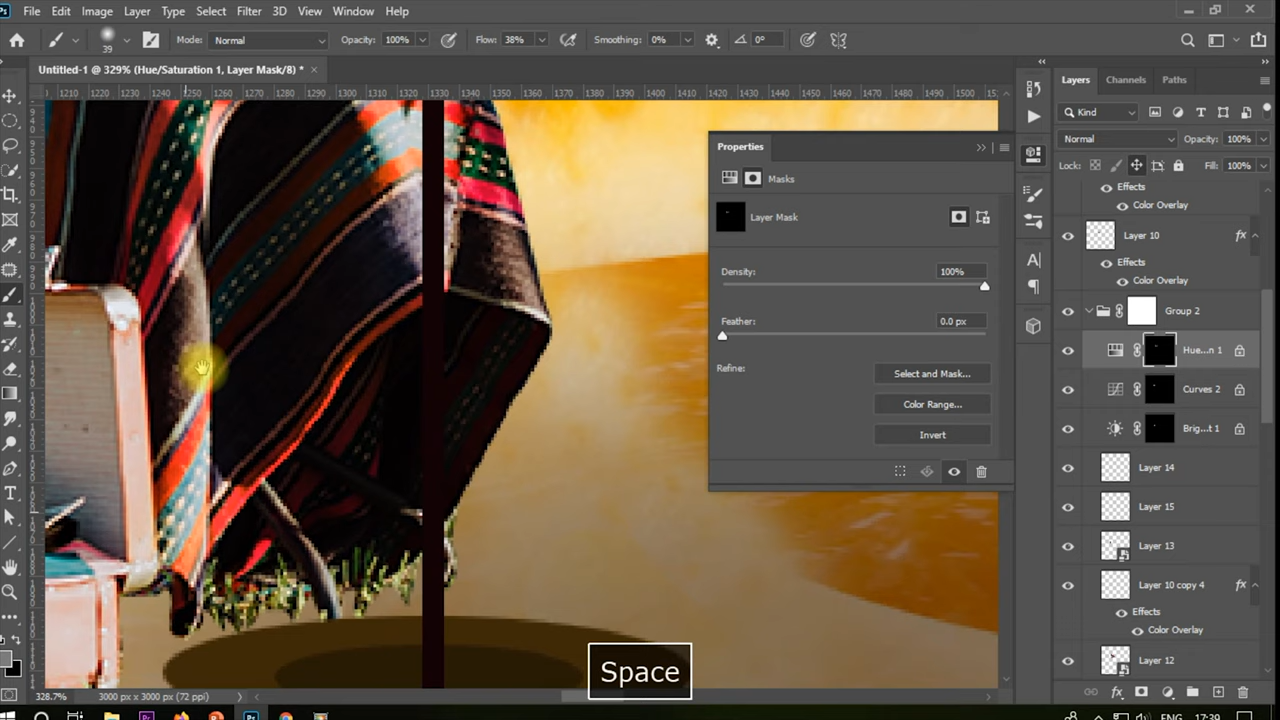 Ps File Edit Image Layer Type Select Filter 3D View Window Help
39 Mode: Normal Opacity: 100% Flow: 38% Smoothing: 0% 0°
Untitled-1 @ 329% (Hue/Saturation 1, Layer Mask/8) * ×
1210 1220 1230 1240 1250 1260 1270 1280 1290 1300 1310 1320 1330 1340 1350 1360 1370 1380 1390 1400 1410 1420 1430 1440 1450 1460 1470 1480 1490 1500
Properties
Masks
Layer Mask
Density: 100%
Feather: 0.0 px
Refine: Select and Mask...
Color Range...
Invert
Layers Channels Paths
Kind
Normal Opacity: 100%
Lock: Fill: 100%
Effects
Color Overlay
Layer 10 fx
Effects
Color Overlay
Group 2
Hue...n 1
Curves 2
Brig...t 1
Layer 14
Layer 15
Layer 13
Layer 10 copy 4 fx
Effects
Color Overlay
Layer 12
Space
328.7% 3000 px x 3000 px (72 ppi)
ENG 17:39